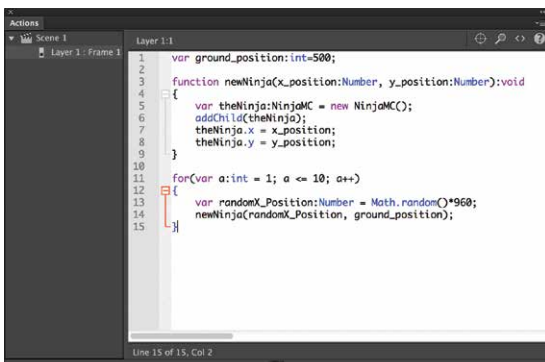 Actions
Scene 1
Layer 1 : Frame 1
Layer 1:1
1 var ground_position:int=500;
2
3 function newNinja(x_position:Number, y_position:Number):void
4 {
5 var theNinja:NinjaMC = new NinjaMC();
6 addChild(theNinja);
7 theNinja.x = x_position;
8 theNinja.y = y_position;
9 }
10
11 for(var a:int = 1; a <= 10; a++)
12 {
13 var randomX_Position:Number = Math.random()*960;
14 newNinja(randomX_Position, ground_position);
15 }
Line 15 of 15, Col 2